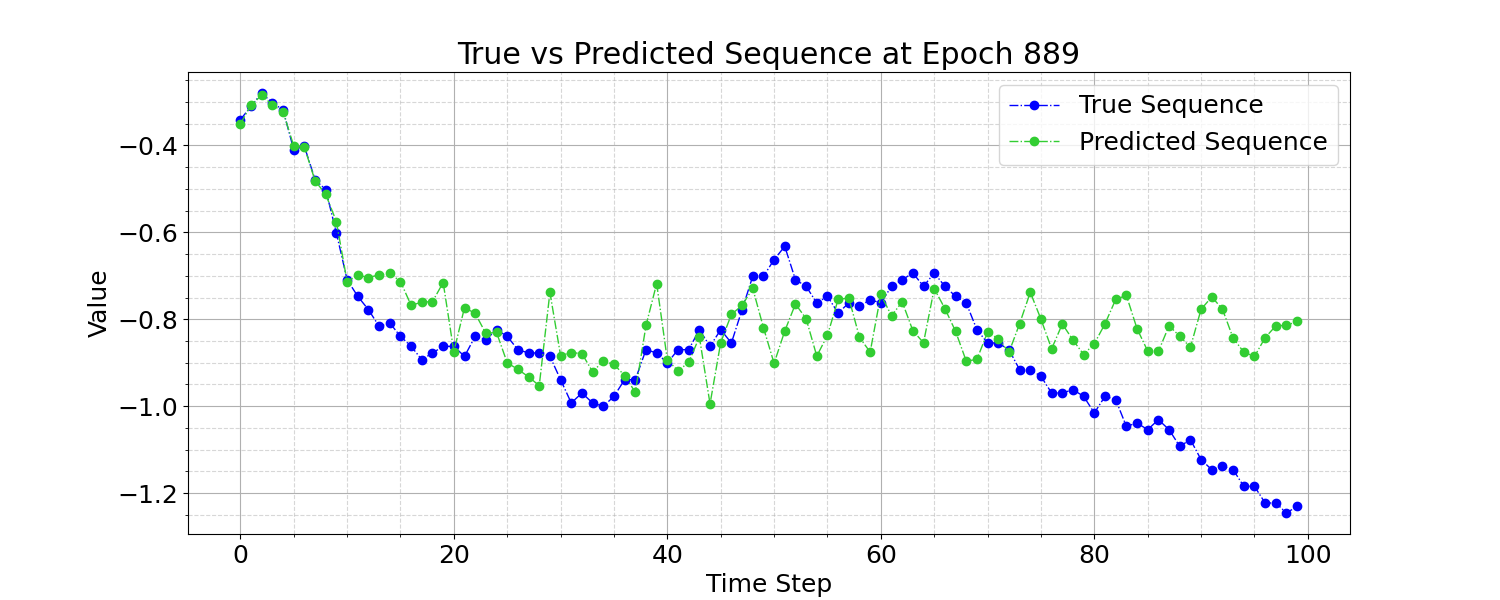 True vs Predicted Sequence at Epoch 889
True Sequence
Predicted Sequence
Value
−0.4
−0.6
−0.8
−1.0
−1.2
0 20 40 60 80 100
Time Step